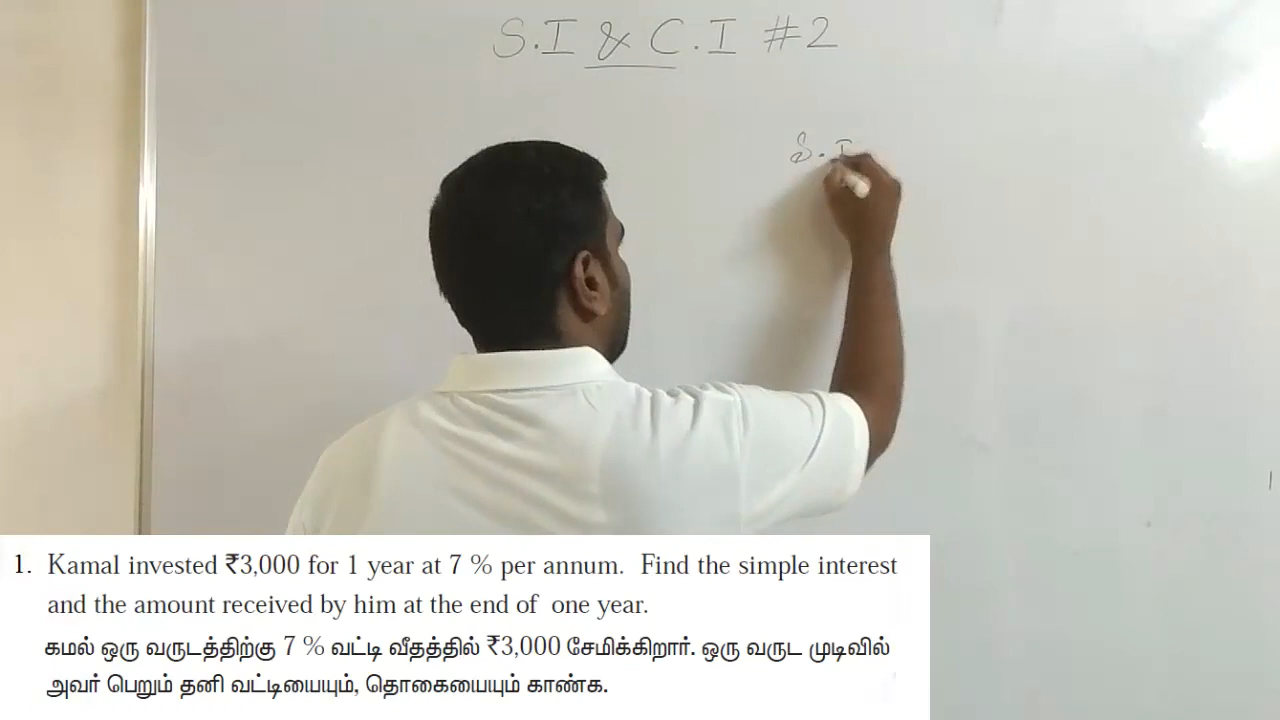 S.I & C.I #2
S.I
1. Kamal invested ₹3,000 for 1 year at 7 % per annum. Find the simple interest
and the amount received by him at the end of one year.
கமல் ஒரு வருடத்திற்கு 7 % வட்டி வீதத்தில் ₹3,000 சேமிக்கிறார். ஒரு வருட முடிவில்
அவர் பெறும் தனி வட்டியையும், தொகையையும் காண்க.